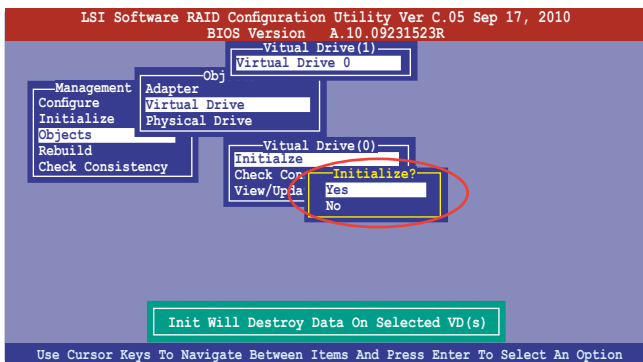 LSI Software RAID Configuration Utility Ver C.05 Sep 17, 2010
BIOS Version A.10.09231523R
Vitual Drive(1)
Virtual Drive 0
Obj
Adapter
Virtual Drive
Physical Drive
Management
Configure
Initialize
Objects
Rebuild
Check Consistency
Vitual Drive(0)
Initialze
Check Con
View/Upda
Initialize?
Yes
No
Init Will Destroy Data On Selected VD(s)
Use Cursor Keys To Navigate Between Items And Press Enter To Select An Option